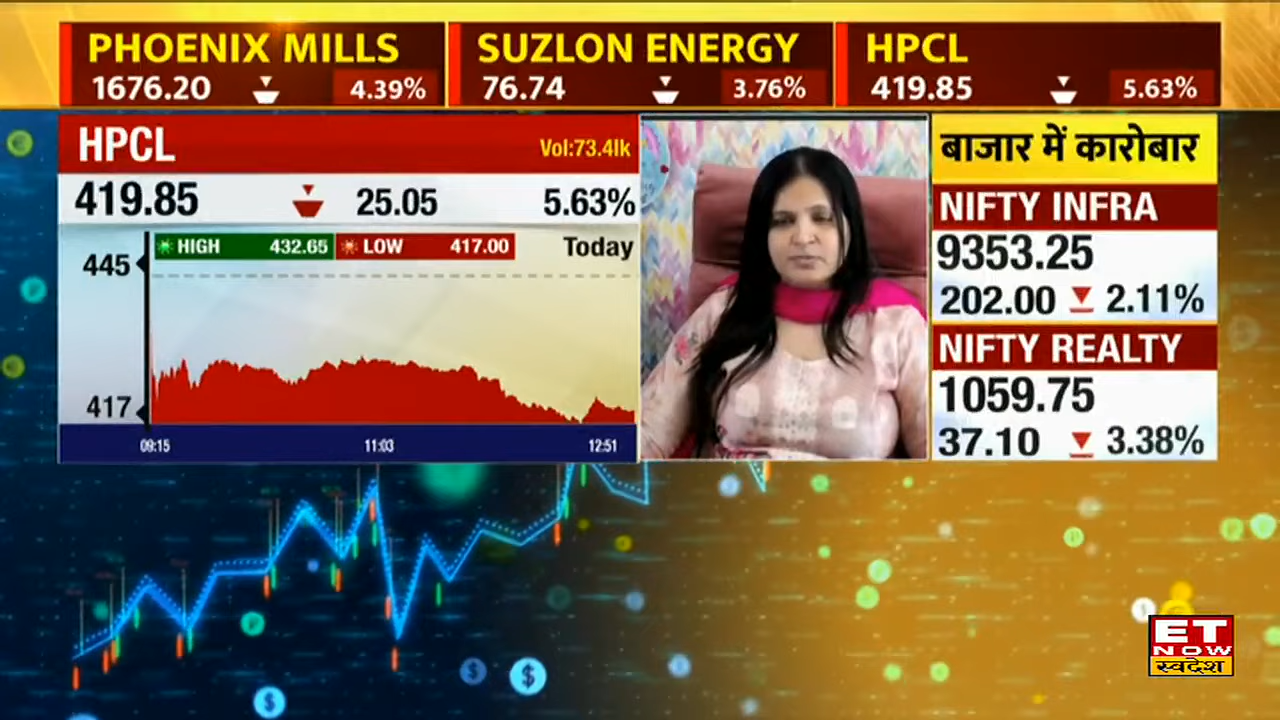 PHOENIX MILLS
1676.20 4.39%
SUZLON ENERGY
76.74 3.76%
HPCL
419.85 5.63%
HPCL Vol:73.4lk
419.85 25.05 5.63%
HIGH 432.65 LOW 417.00 Today
445
417
09:15 11:03 12:51
बाजार में कारोबार
NIFTY INFRA
9353.25
202.00 2.11%
NIFTY REALTY
1059.75
37.10 3.38%
ET
NOW
स्वदेश